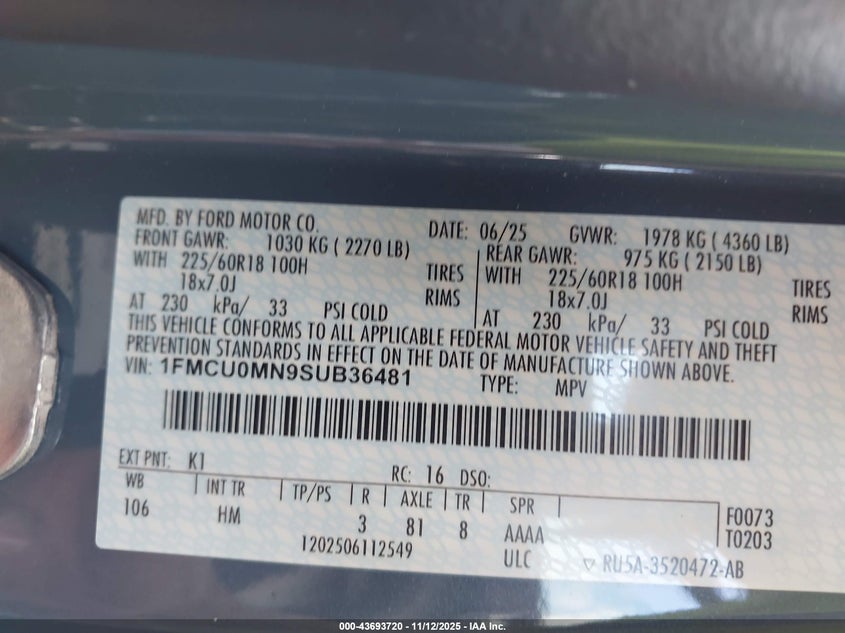 MFD. BY FORD MOTOR CO. DATE: 06/25 GVWR: 1978 KG ( 4360 LB)
FRONT GAWR: 1030 KG ( 2270 LB) REAR GAWR: 975 KG ( 2150 LB)
WITH 225/60R18 100H TIRES WITH 225/60R18 100H TIRES
18x7.0J RIMS 18x7.0J RIMS
AT 230 kPa/ 33 PSI COLD AT 230 kPa/ 33 PSI COLD
THIS VEHICLE CONFORMS TO ALL APPLICABLE FEDERAL MOTOR VEHICLE SAFETY AND THEFT
PREVENTION STANDARDS IN EFFECT ON THE DATE OF MANUFACTURE SHOWN ABOVE.
VIN: 1FMCU0MN9SUB36481 TYPE: MPV
EXT PNT: K1 RC: 16 DSO:
WB INT TR TP/PS R AXLE TR SPR F0073
106 HM 3 81 8 AAAA T0203
1202506112549 ULC ▽ RU5A-3520472-AB
000-43693720 - 11/12/2025 - IAA Inc.